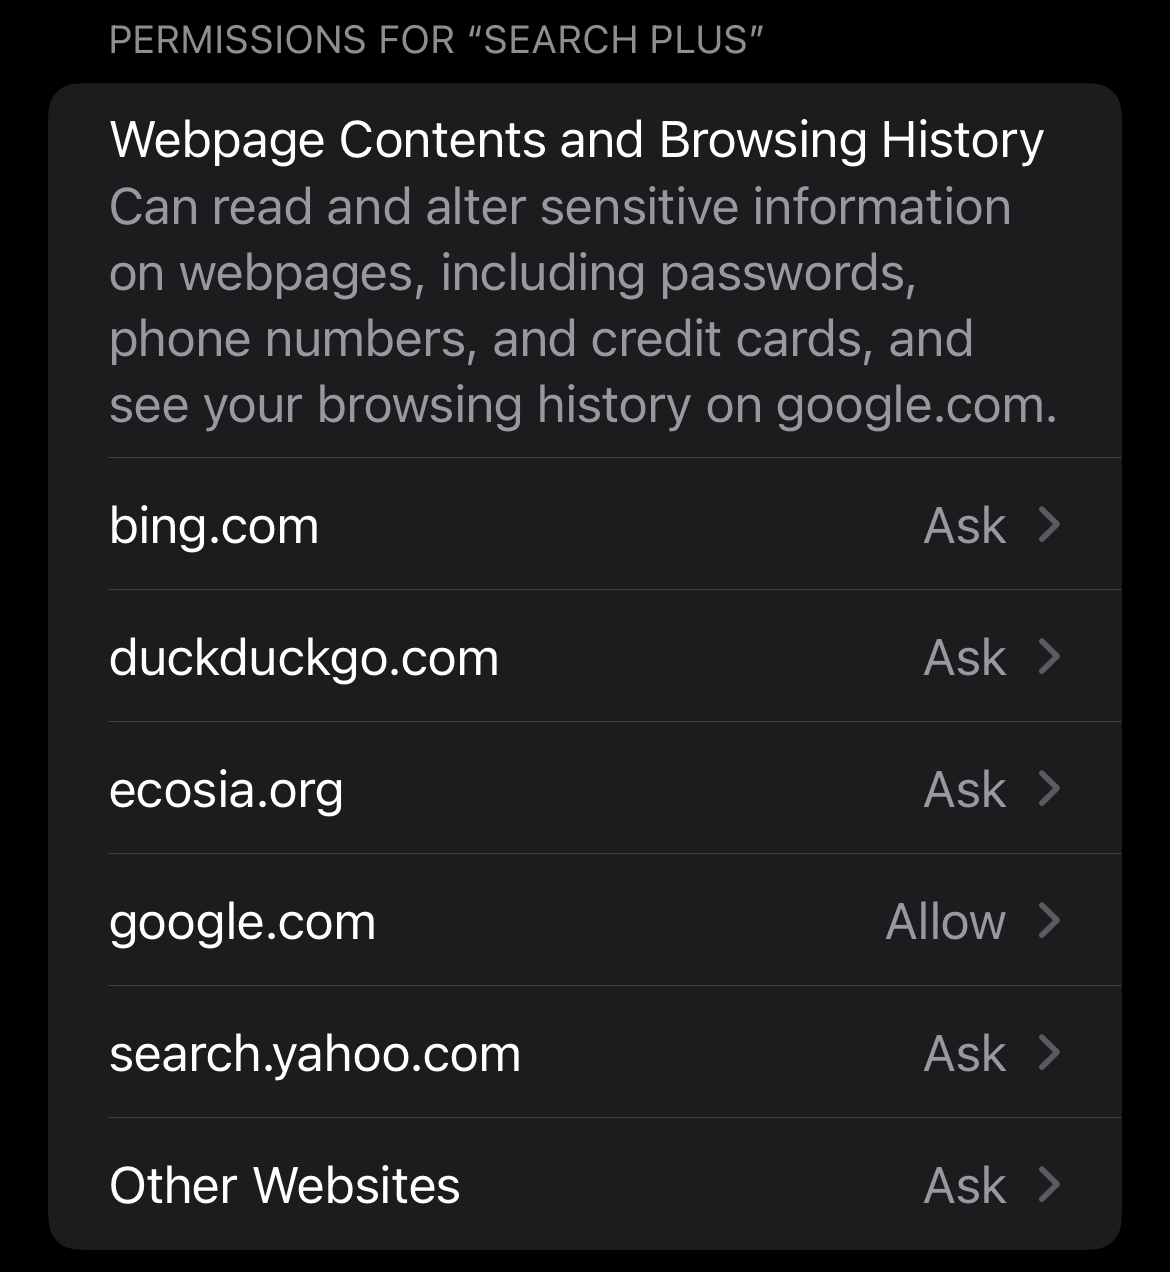 PERMISSIONS FOR “SEARCH PLUS”
Webpage Contents and Browsing History
Can read and alter sensitive information
on webpages, including passwords,
phone numbers, and credit cards, and
see your browsing history on google.com.
bing.com Ask
duckduckgo.com Ask
ecosia.org Ask
google.com Allow
search.yahoo.com Ask
Other Websites Ask